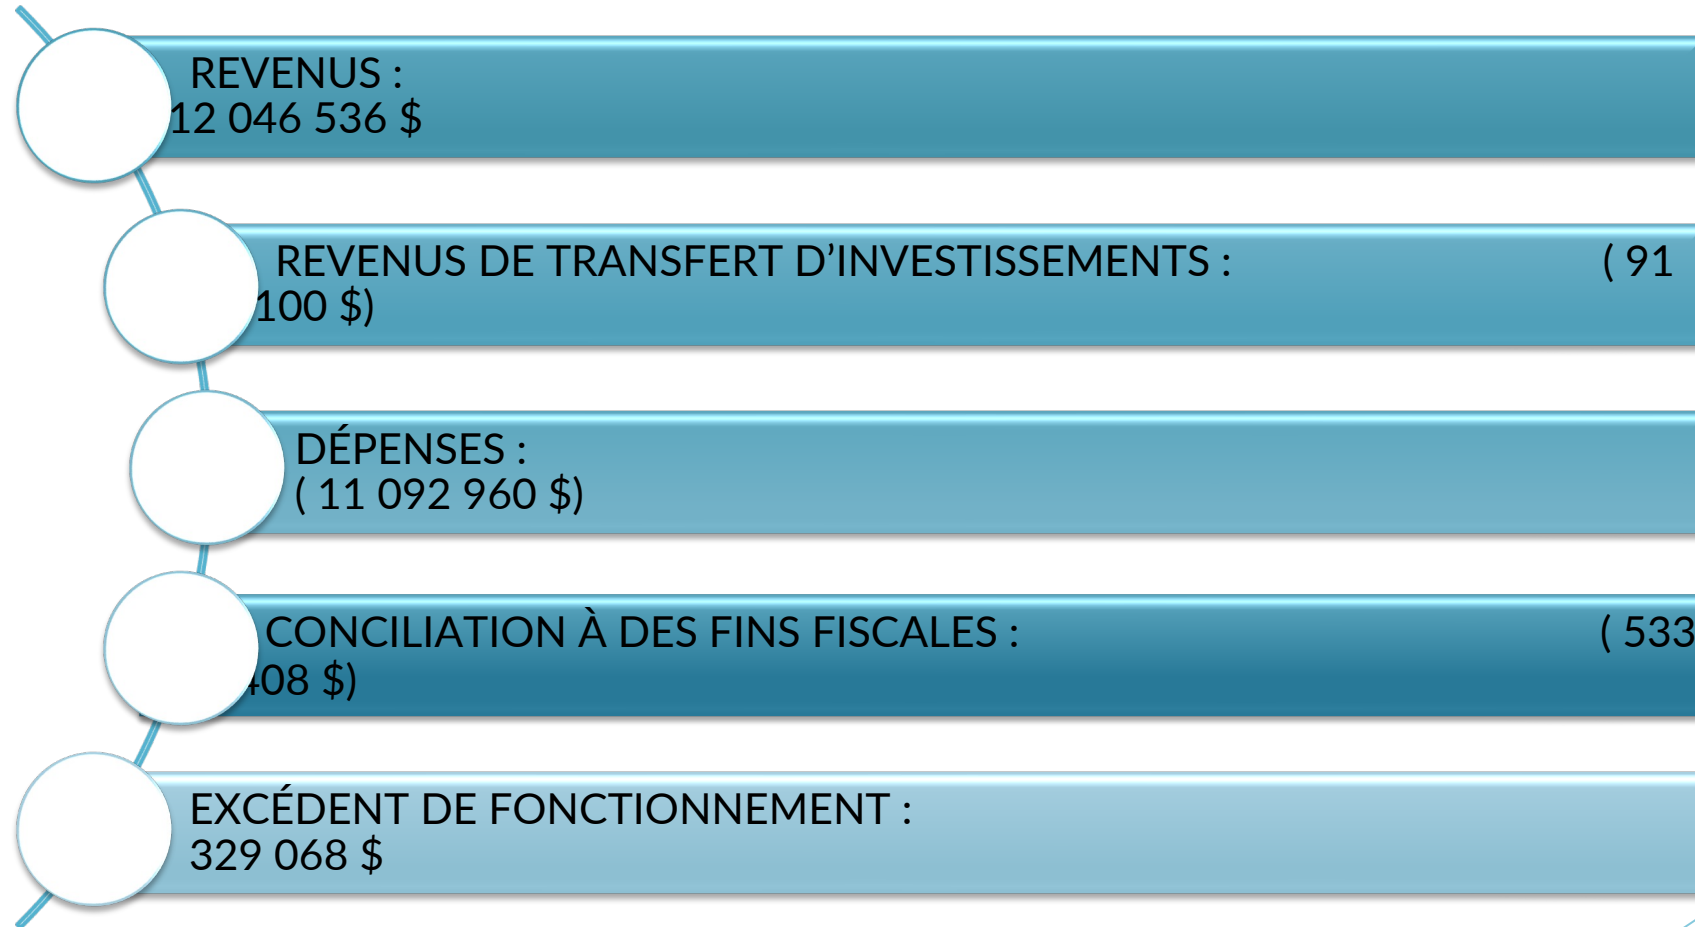 REVENUS :
12 046 536 $
REVENUS DE TRANSFERT D’INVESTISSEMENTS : ( 91
100 $)
DÉPENSES :
( 11 092 960 $)
CONCILIATION À DES FINS FISCALES : ( 533
408 $)
EXCÉDENT DE FONCTIONNEMENT :
329 068 $